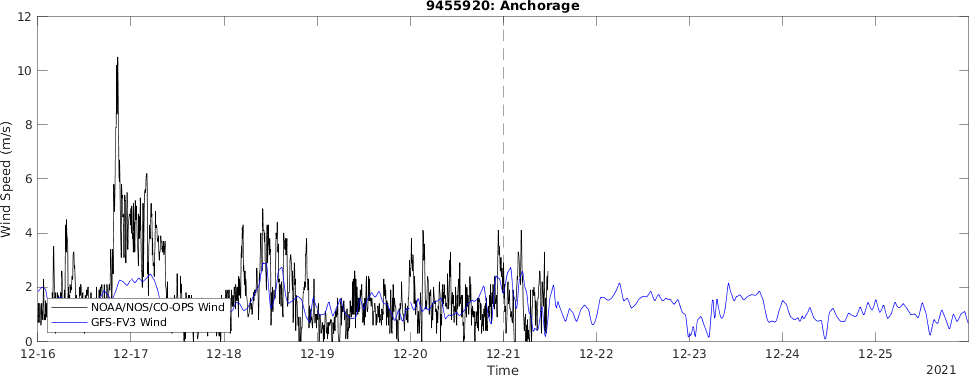 9455920: Anchorage
12
10
8
6
4
2
0
Wind Speed (m/s)
NOAA/NOS/CO-OPS Wind
GFS-FV3 Wind
12-16 12-17 12-18 12-19 12-20 12-21 12-22 12-23 12-24 12-25
Time
2021